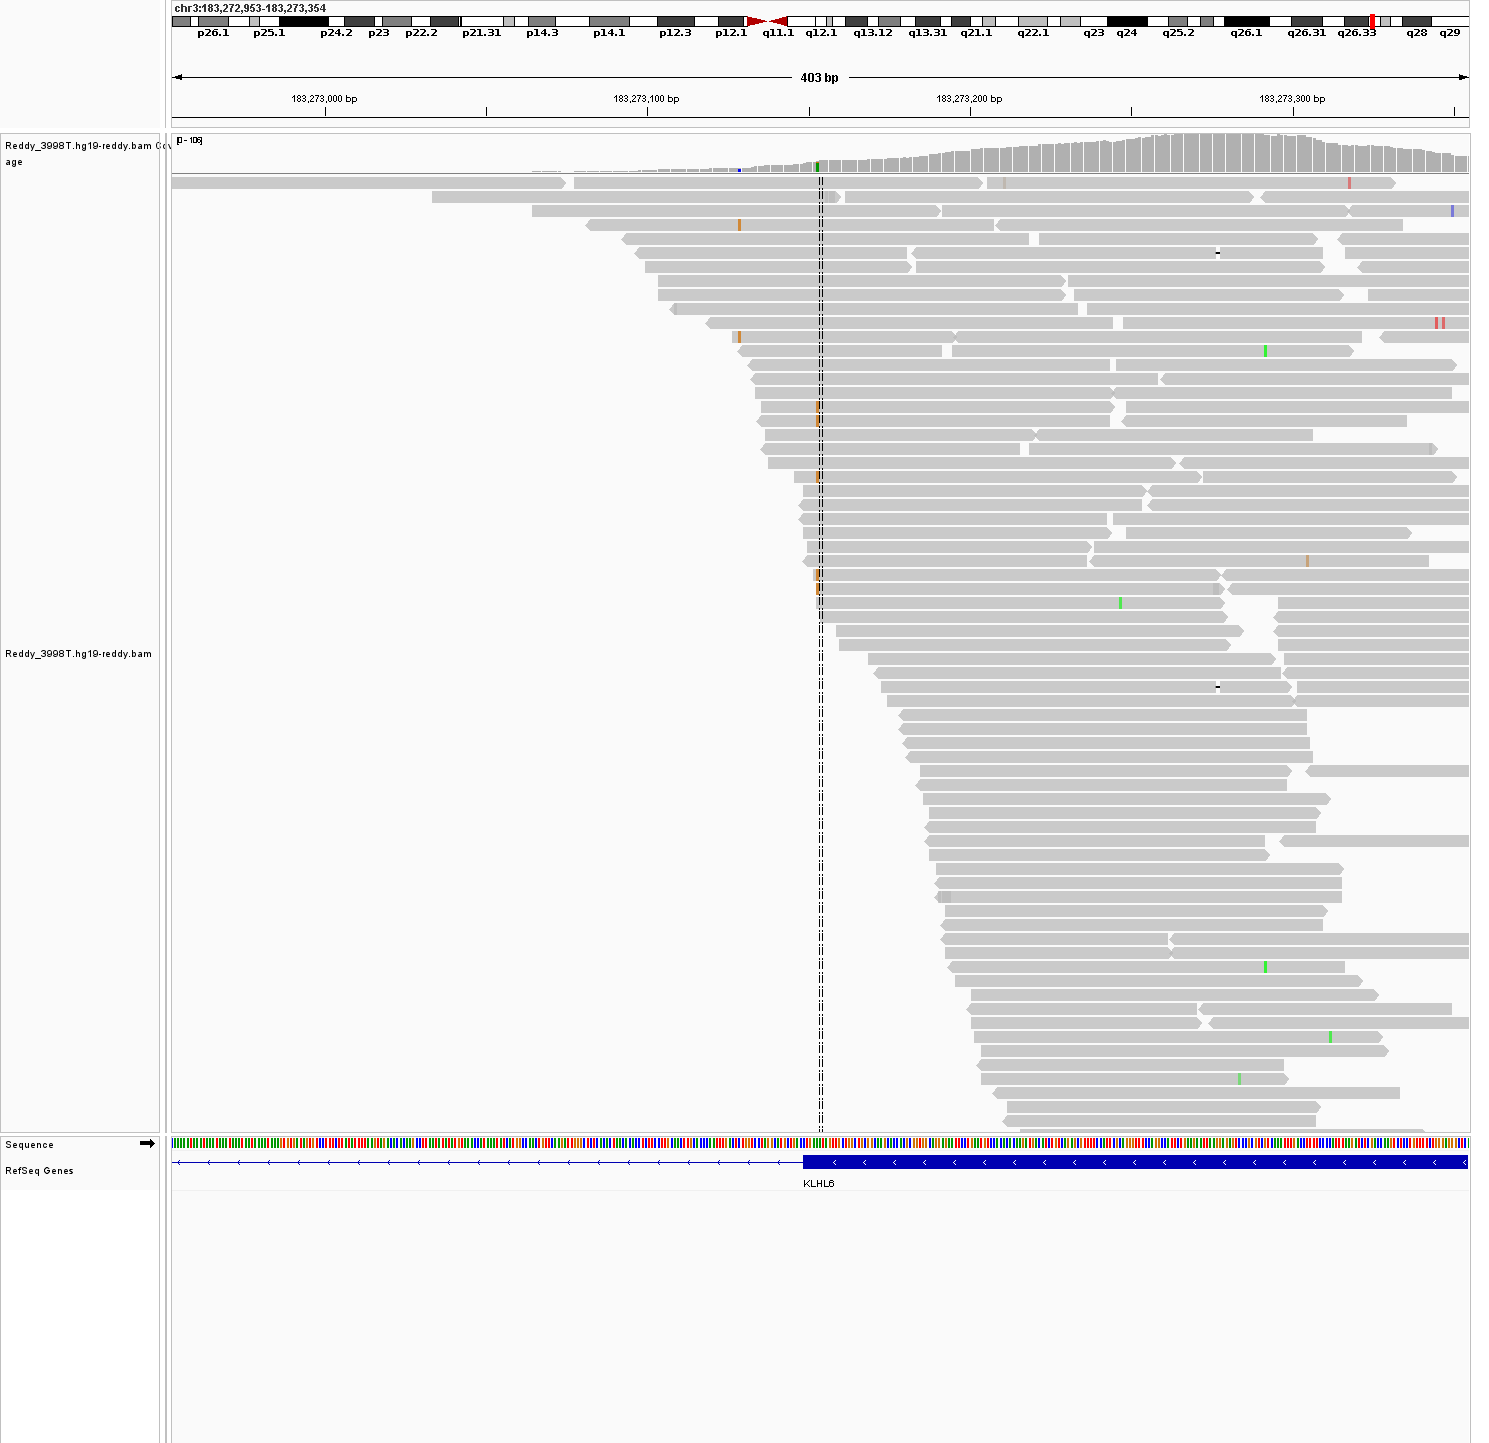 chr3:183,272,953-183,273,354
p26.1 p25.1 p24.2 p23 p22.2 p21.31 p14.3 p14.1 p12.3 p12.1 q11.1 q12.1 q13.12 q13.31 q21.1 q22.1 q23 q24 q25.2 q26.1 q26.31 q26.33 q28 q29
403 bp
183,273,000 bp 183,273,100 bp 183,273,200 bp 183,273,300 bp
[0 - 106]
Reddy_3998T.hg19-reddy.bam Cov
age
Reddy_3998T.hg19-reddy.bam
Sequence
RefSeq Genes
KLHL6